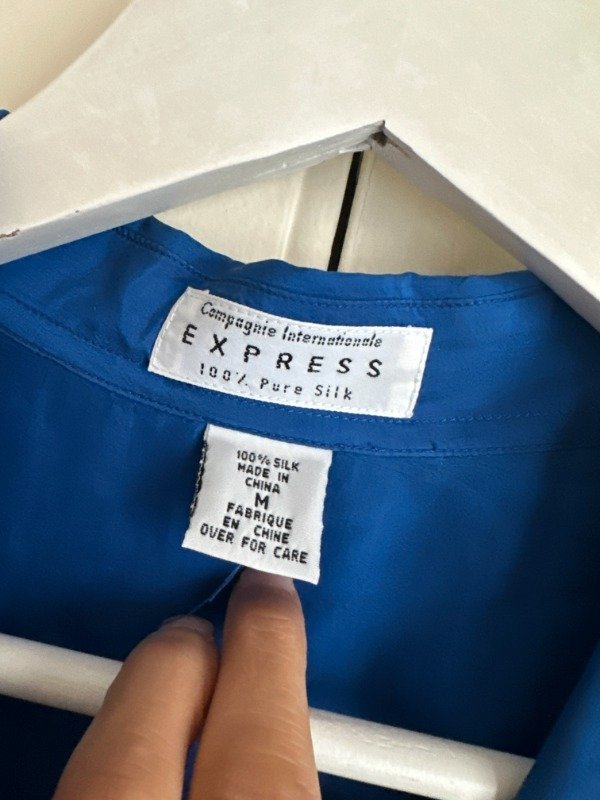 Compagnie Internationale
EXPRESS
100% Pure Silk
100% SILK
MADE IN
CHINA
M
FABRIQUE
EN CHINE
OVER FOR CARE